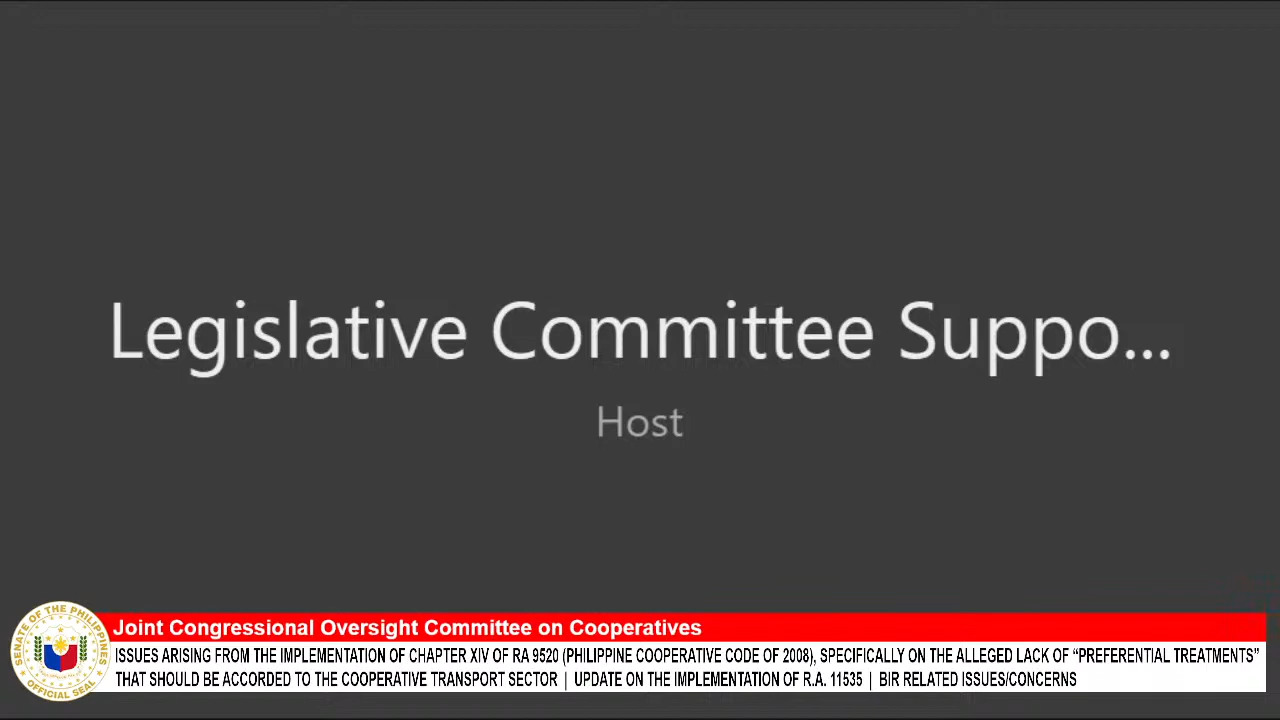 Legislative Committee Suppo...
Host
SENATE OF THE PHILIPPINES
OFFICIAL SEAL
Joint Congressional Oversight Committee on Cooperatives
ISSUES ARISING FROM THE IMPLEMENTATION OF CHAPTER XIV OF RA 9520 (PHILIPPINE COOPERATIVE CODE OF 2008), SPECIFICALLY ON THE ALLEGED LACK OF “PREFERENTIAL TREATMENTS”
THAT SHOULD BE ACCORDED TO THE COOPERATIVE TRANSPORT SECTOR | UPDATE ON THE IMPLEMENTATION OF R.A. 11535 | BIR RELATED ISSUES/CONCERNS